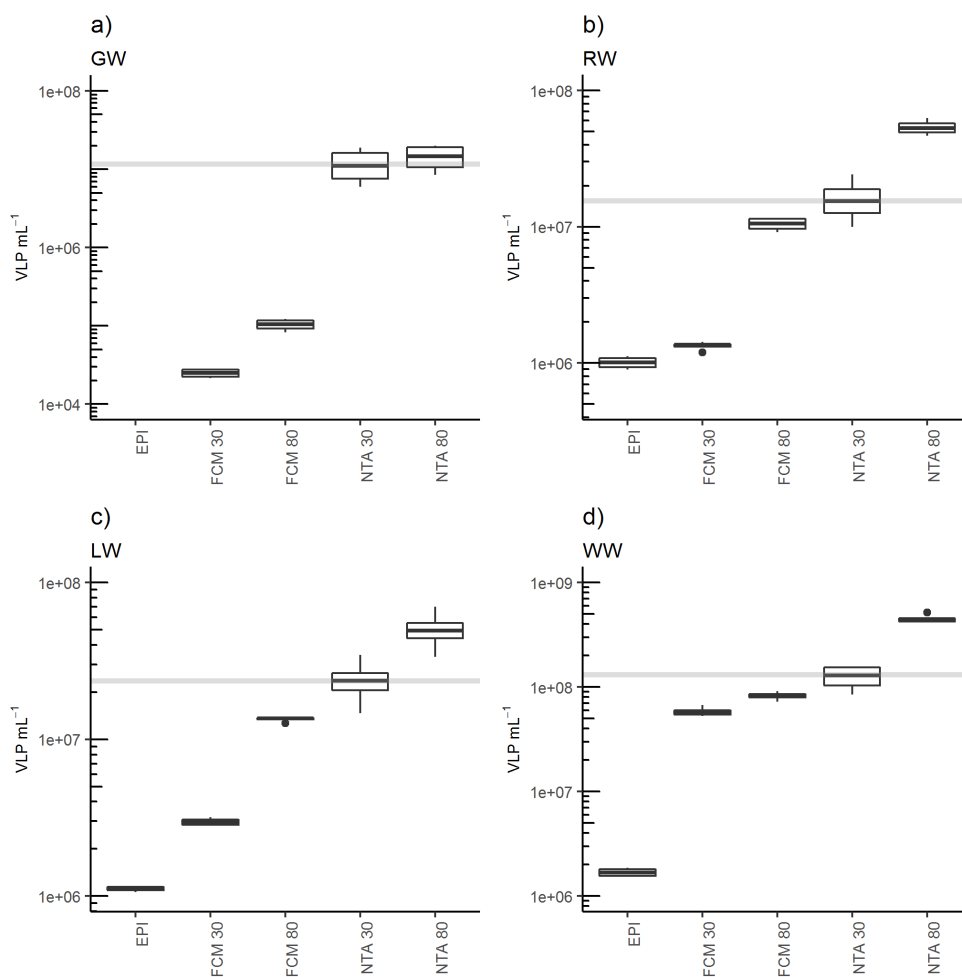 a)
GW
VLP mL⁻¹
1e+08
1e+06
1e+04
EPI
FCM 30
FCM 80
NTA 30
NTA 80
b)
RW
VLP mL⁻¹
1e+08
1e+07
1e+06
EPI
FCM 30
FCM 80
NTA 30
NTA 80
c)
LW
VLP mL⁻¹
1e+08
1e+07
1e+06
EPI
FCM 30
FCM 80
NTA 30
NTA 80
d)
WW
VLP mL⁻¹
1e+09
1e+08
1e+07
1e+06
EPI
FCM 30
FCM 80
NTA 30
NTA 80